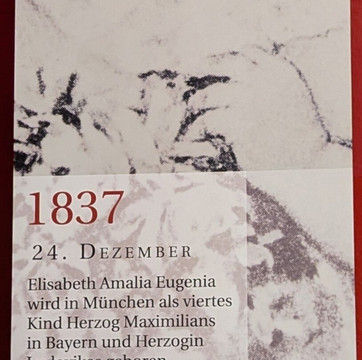 1837
24. DEZEMBER
Elisabeth Amalia Eugenia
wird in München als viertes
Kind Herzog Maximilians
in Bayern und Herzogin